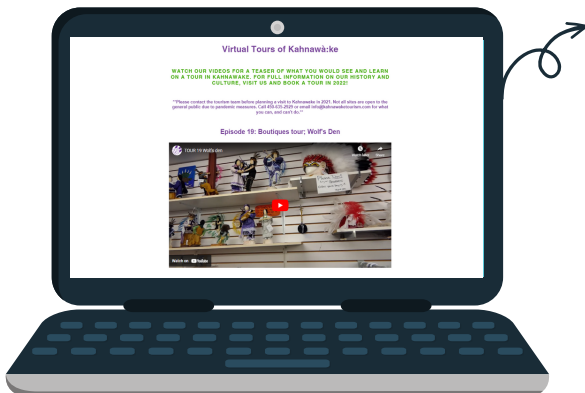 Virtual Tours of Kahnawà:ke
WATCH OUR VIDEOS FOR A TEASER OF WHAT YOU WOULD SEE AND LEARN
ON A TOUR IN KAHNAWAKE. FOR FULL INFORMATION ON OUR HISTORY AND
CULTURE, VISIT US AND BOOK A TOUR IN 2022!
**Please contact the tourism team before planning a visit to Kahnawake in 2021. Not all sites are open to the
general public due to pandemic measures. Call 450-635-2929 or email info@kahnawaketourism.com for what
you can, and can't do.**
Episode 19: Boutiques tour; Wolf's Den
TOUR 19 Wolf's den
Watch later
Share
Watch on YouTube